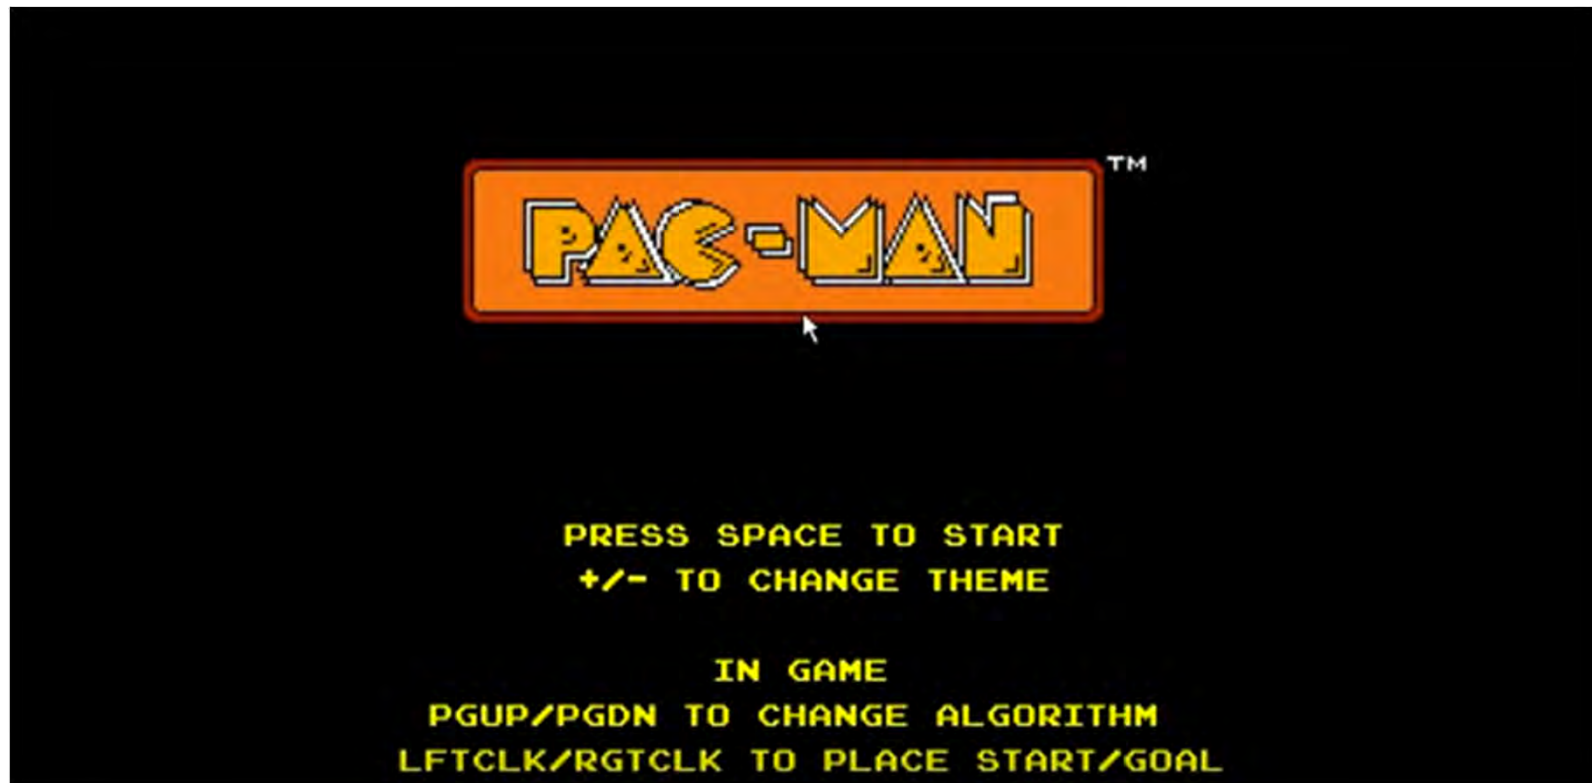 PAC-MAN TM
PRESS SPACE TO START
+/- TO CHANGE THEME
IN GAME
PGUP/PGDN TO CHANGE ALGORITHM
LFTCLK/RGTCLK TO PLACE START/GOAL